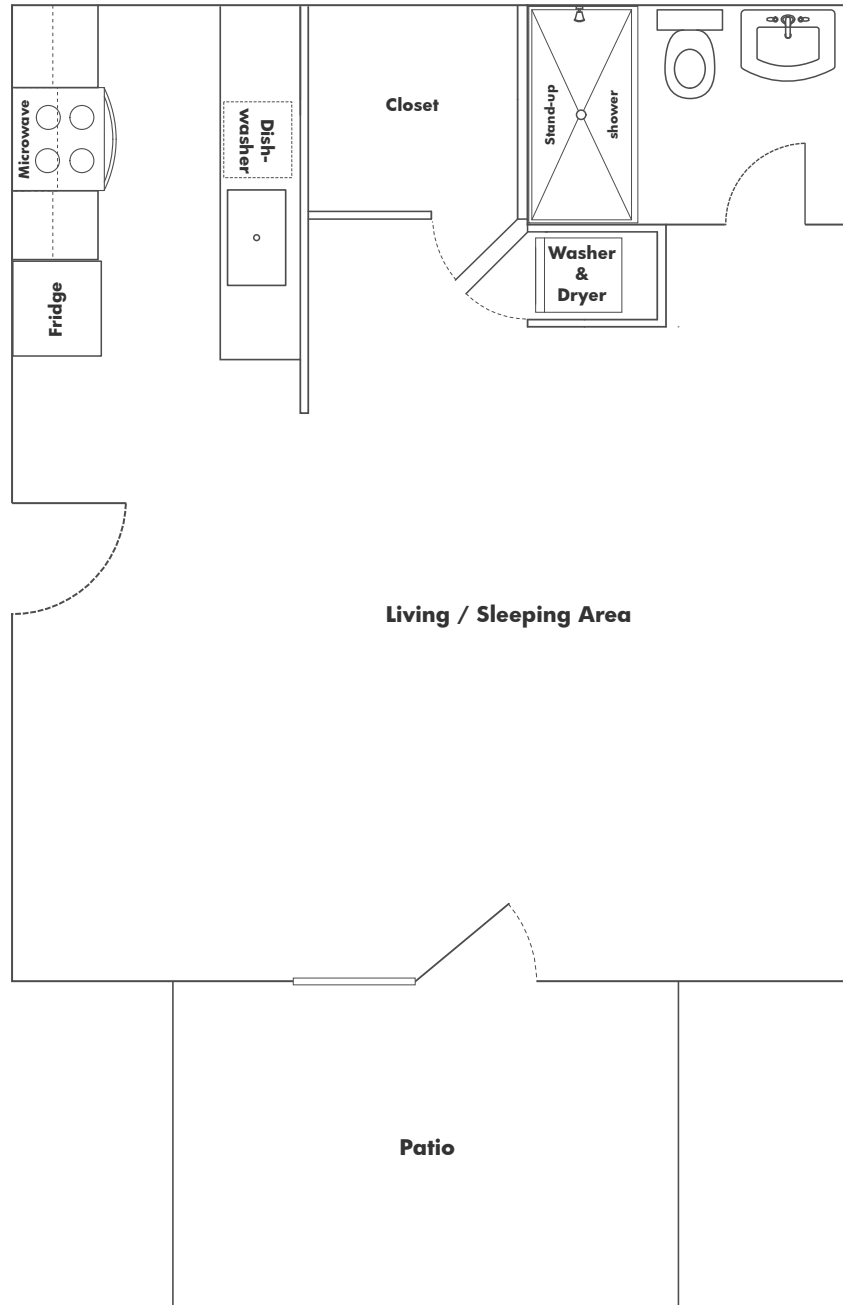 Microwave
Dish-
washer
Closet
Stand-up
shower
Washer
&
Dryer
Fridge
Living / Sleeping Area
Patio